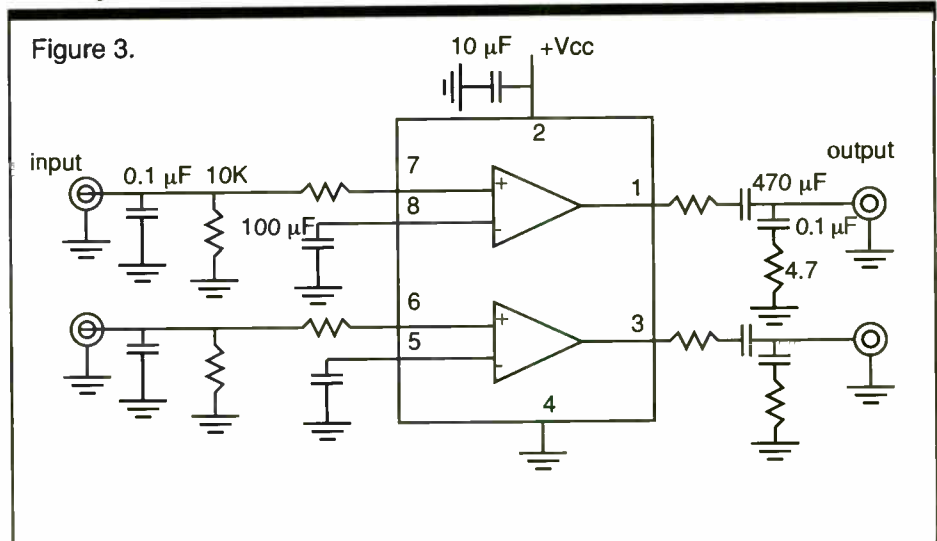 Figure 3.
10 µF
+Vcc
2
input
output
0.1 µF 10K
7
1
470 µF
8
100 µF
+
-
0.1 µF
4.7
6
3
5
+
-
4